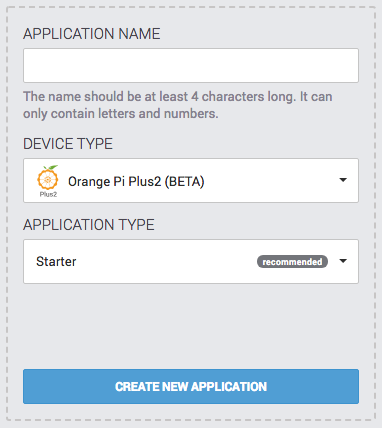 APPLICATION NAME
The name should be at least 4 characters long. It can
only contain letters and numbers.
DEVICE TYPE
Plus2
Orange Pi Plus2 (BETA)
APPLICATION TYPE
Starter recommended
CREATE NEW APPLICATION